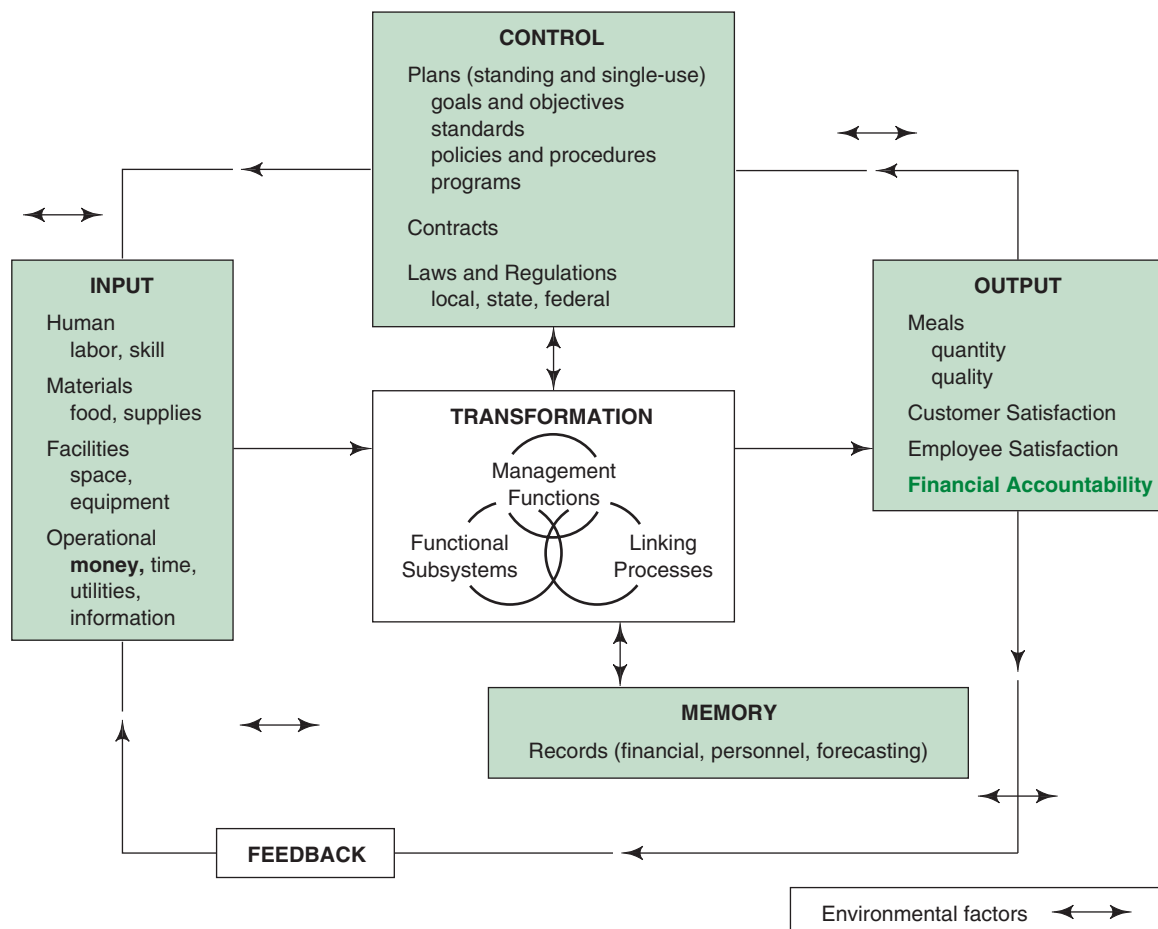 CONTROL
Plans (standing and single-use)
goals and objectives
standards
policies and procedures
programs
Contracts
Laws and Regulations
local, state, federal
INPUT
Human
labor, skill
Materials
food, supplies
Facilities
space,
equipment
Operational
money, time,
utilities,
information
TRANSFORMATION
Management
Functions
Functional
Subsystems
Linking
Processes
OUTPUT
Meals
quantity
quality
Customer Satisfaction
Employee Satisfaction
Financial Accountability
MEMORY
Records (financial, personnel, forecasting)
FEEDBACK
Environmental factors